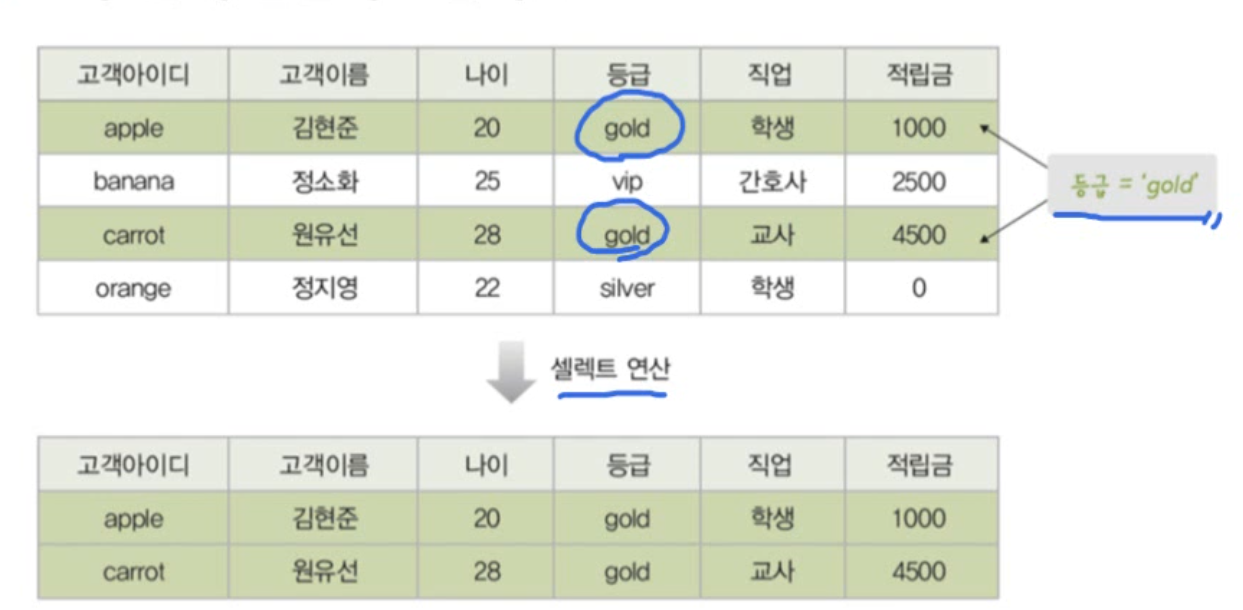 고객아이디 고객이름 나이 등급 직업 적립금
apple 김현준 20 gold 학생 1000
banana 정소화 25 vip 간호사 2500
carrot 원유선 28 gold 교사 4500
orange 정지영 22 silver 학생 0
등급 = 'gold'
셀렉트 연산
고객아이디 고객이름 나이 등급 직업 적립금
apple 김현준 20 gold 학생 1000
carrot 원유선 28 gold 교사 4500